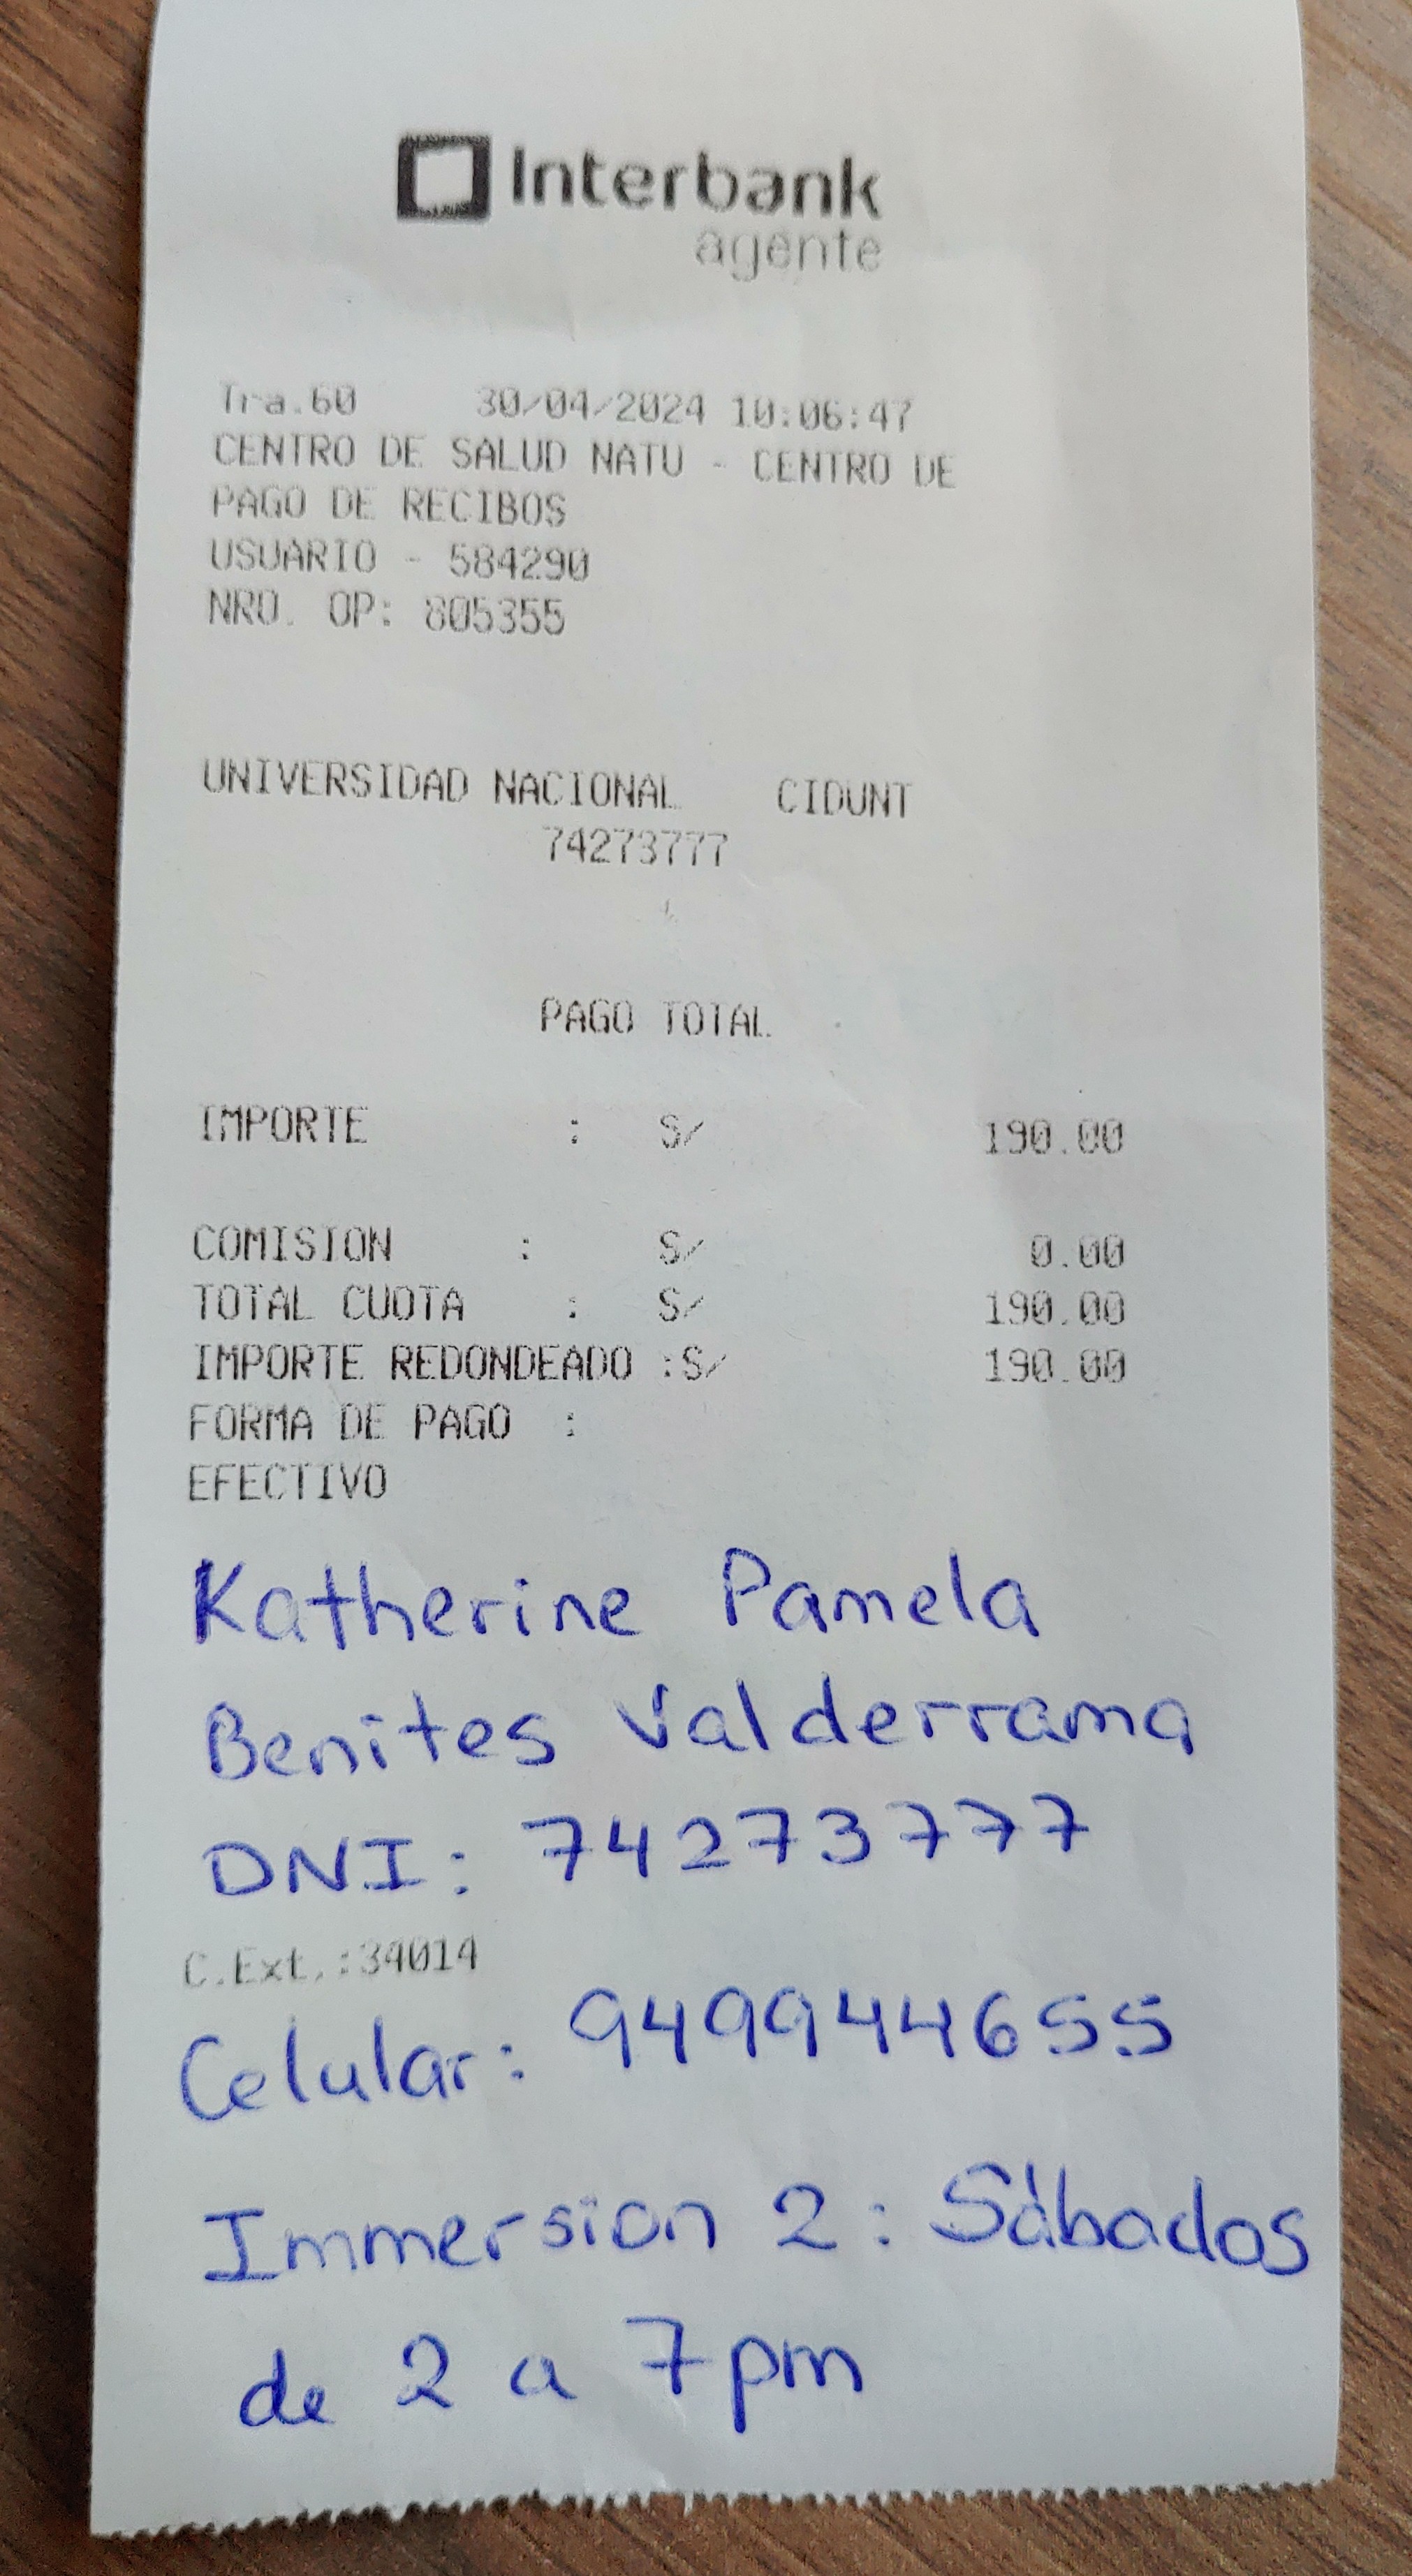 Interbank
agente
Tra.60 30/04/2024 10:06:47
CENTRO DE SALUD NATU - CENTRO DE
PAGO DE RECIBOS
USUARIO - 584290
NRO. OP: 805355
UNIVERSIDAD NACIONAL CIDUNT
74273777
PAGO TOTAL
IMPORTE : S/ 190.00
COMISION : S/ 0.00
TOTAL CUOTA : S/ 190.00
IMPORTE REDONDEADO :S/ 190.00
FORMA DE PAGO :
EFECTIVO
Katherine Pamela
Benites Valderrama
DNI: 74273777
C.Ext.:34014
Celular: 949944655
Immersion 2: Sábados
de 2 a 7pm